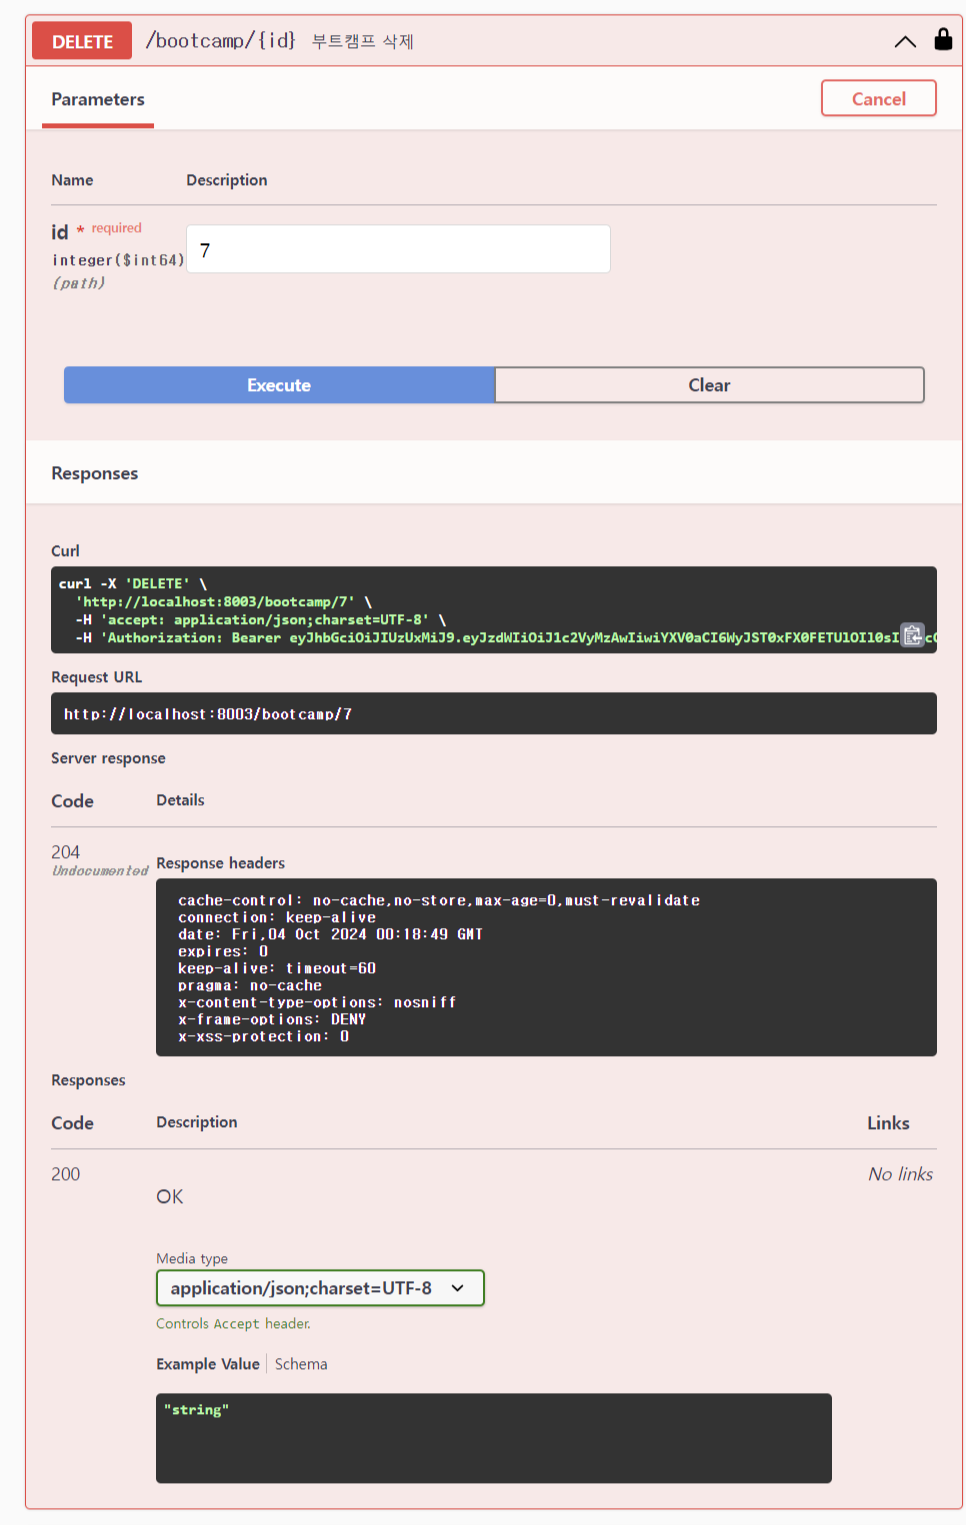 DELETE /bootcamp/{id} 부트캠프 삭제
Parameters
Cancel
Name Description
id * required
integer($int64)
(path)
7
Execute Clear
Responses
Curl
curl -X 'DELETE' \
'http://localhost:8003/bootcamp/7' \
-H 'accept: application/json;charset=UTF-8' \
-H 'Authorization: Bearer
Request URL
http://localhost:8003/bootcamp/7
Server response
Code Details
204
Undocumented
Response headers
cache-control: no-cache,no-store,max-age=0,must-revalidate
connection: keep-alive
date: Fri,04 Oct 2024 00:18:49 GMT
expires: 0
keep-alive: timeout=60
pragma: no-cache
x-content-type-options: nosniff
x-frame-options: DENY
x-xss-protection: 0
Responses
Code Description Links
200
OK
No links
Media type
application/json;charset=UTF-8
Controls Accept header.
Example Value Schema
"string"